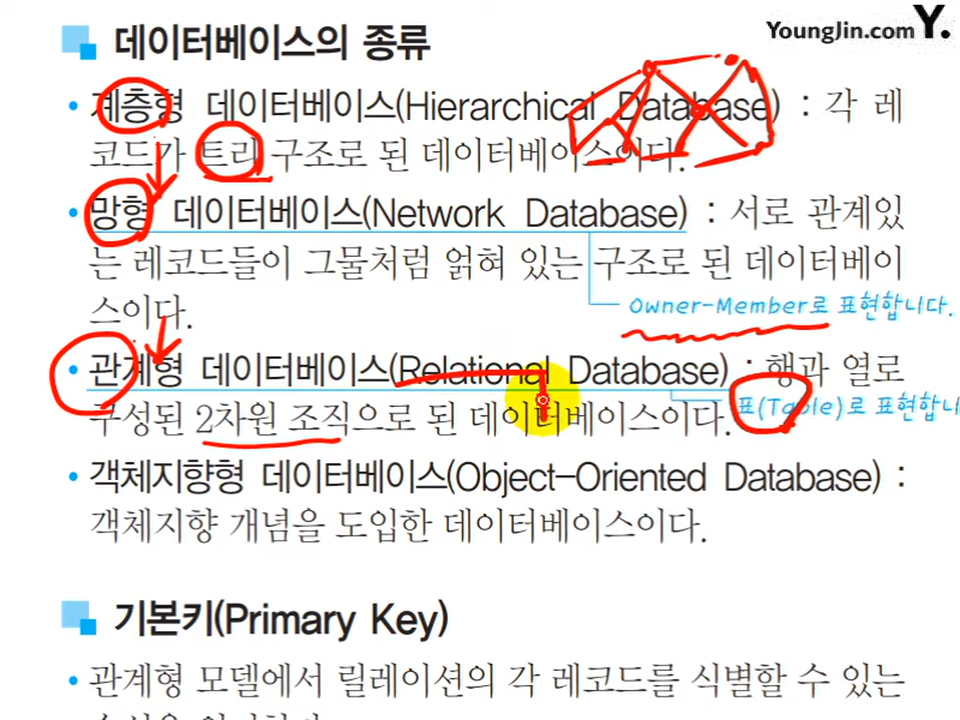 YoungJin.com Y.
데이터베이스의 종류
• 계층형 데이터베이스(Hierarchical Database) : 각 레
코드가 트리 구조로 된 데이터베이스이다.
• 망형 데이터베이스(Network Database) : 서로 관계있
는 레코드들이 그물처럼 얽혀 있는 구조로 된 데이터베이
스이다.
Owner-Member로 표현합니다.
• 관계형 데이터베이스(Relational Database) : 행과 열로
구성된 2차원 조직으로 된 데이터베이스이다.
표(Table)로 표현합니
• 객체지향형 데이터베이스(Object-Oriented Database) :
객체지향 개념을 도입한 데이터베이스이다.
기본키(Primary Key)
• 관계형 모델에서 릴레이션의 각 레코드를 식별할 수 있는